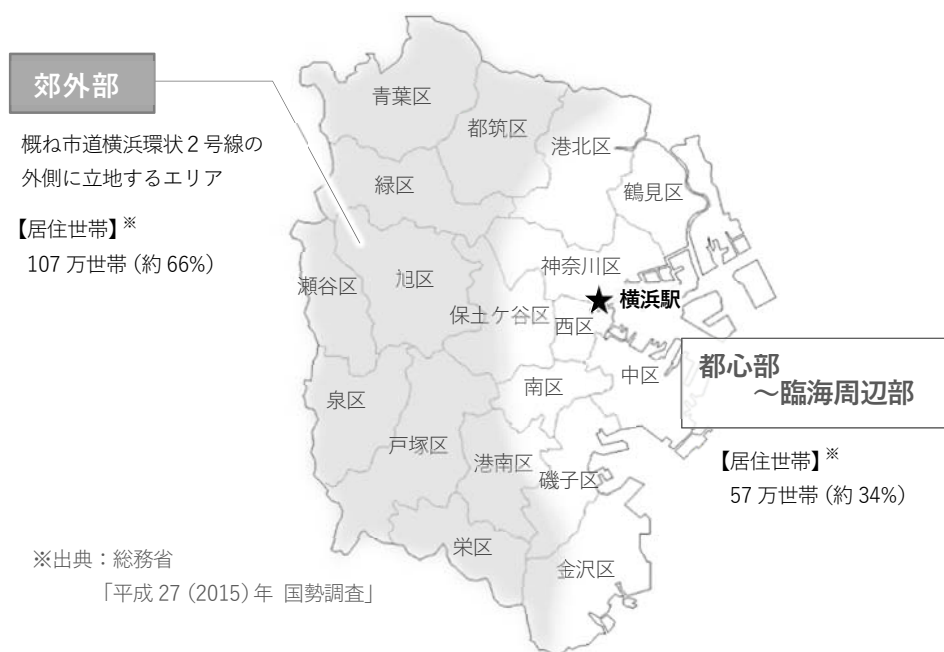 郊外部
概ね市道横浜環状２号線の
外側に立地するエリア
【居住世帯】※
107 万世帯 (約 66%)
青葉区
都筑区
港北区
鶴見区
緑区
神奈川区
瀬谷区
旭区
保土ケ谷区
西区
★横浜駅
中区
南区
都心部
～臨海周辺部
泉区
戸塚区
港南区
磯子区
【居住世帯】※
57 万世帯 (約 34%)
栄区
金沢区
※出典：総務省
「平成 27 (2015) 年 国勢調査」